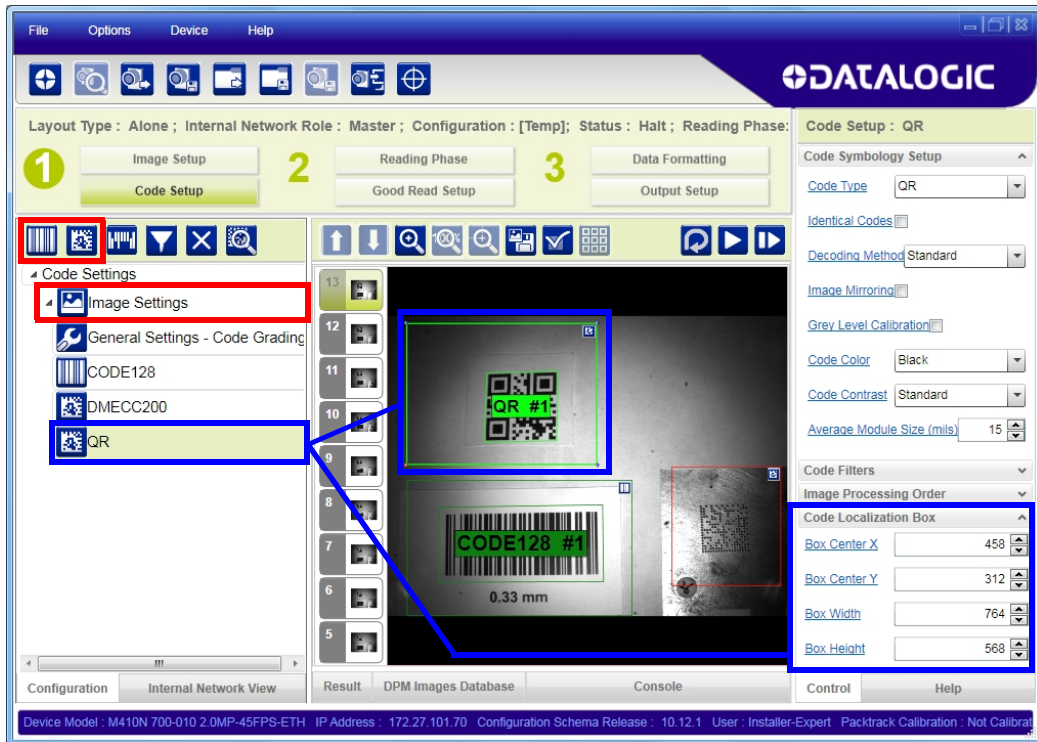 File Options Device Help
DATALOGIC
Layout Type : Alone ; Internal Network Role : Master ; Configuration : [Temp]; Status : Halt ; Reading Phase:
1 Image Setup 2 Reading Phase 3 Data Formatting
Code Setup Good Read Setup Output Setup
100%
Code Settings
Image Settings
General Settings - Code Grading
CODE128
DMECC200
QR
13
12
11
10
9
8
7
6
5
QR #1
CODE128 #1
0.33 mm
Configuration Internal Network View
Result DPM Images Database Console
Code Setup : QR
Code Symbology Setup
Code Type QR
Identical Codes
Decoding Method Standard
Image Mirroring
Grey Level Calibration
Code Color Black
Code Contrast Standard
Average Module Size (mils) 15
Code Filters
Image Processing Order
Code Localization Box
Box Center X 458
Box Center Y 312
Box Width 764
Box Height 568
Control Help
Device Model : M410N 700-010 2.0MP-45FPS-ETH IP Address : 172.27.101.70 Configuration Schema Release : 10.12.1 User : Installer-Expert Packtrack Calibration : Not Calibrat